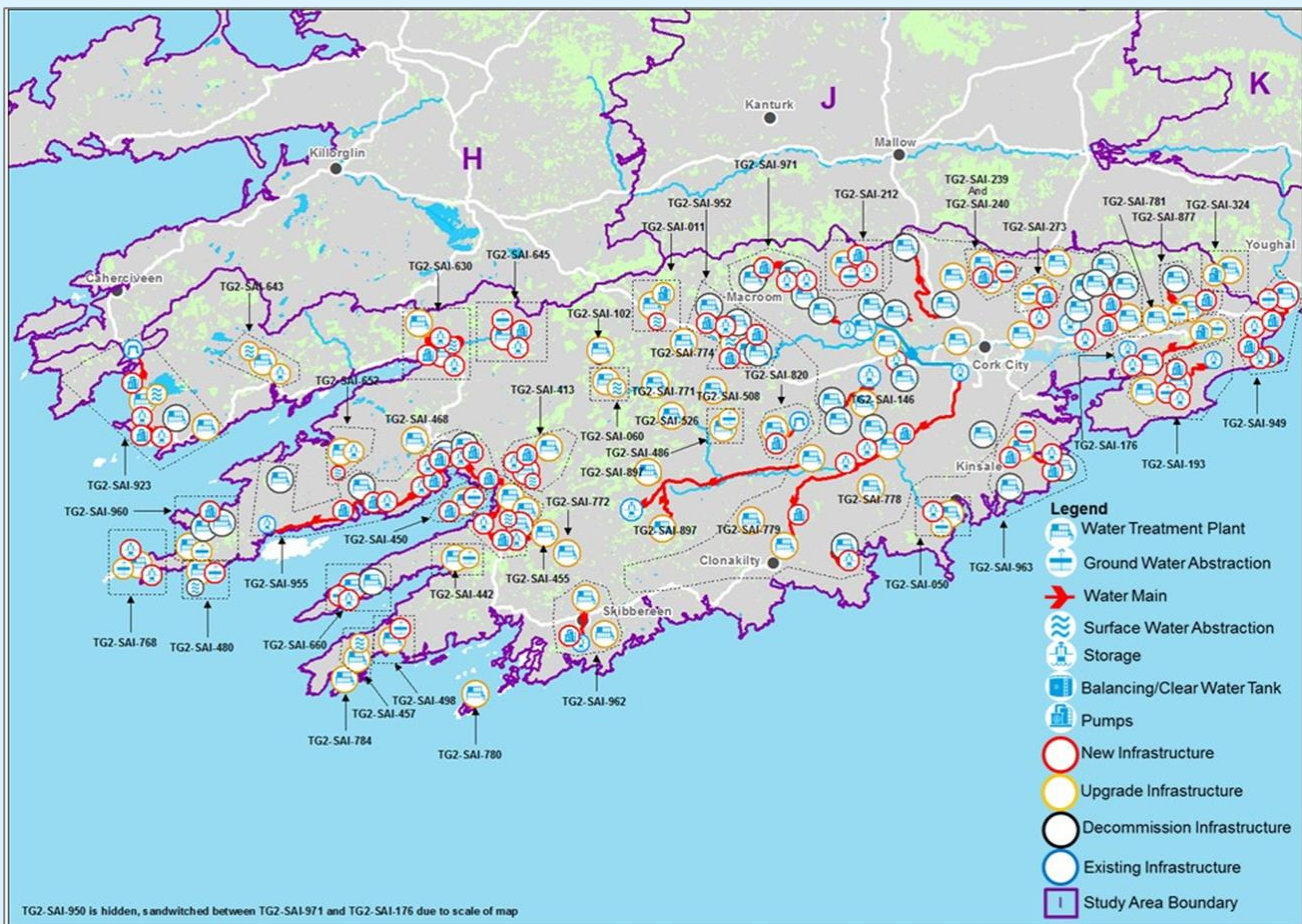 J
K
Kanturk
Mallow
Killorglin
H
TG2-SAI-971
TG2-SAI-239
And
TG2-SAI-240
TG2-SAI-212
TG2-SAI-952
TG2-SAI-011
TG2-SAI-781
TG2-SAI-877
TG2-SAI-324
TG2-SAI-273
Youghal
TG2-SAI-645
TG2-SAI-630
Caherciveen
TG2-SAI-643
Macroom
TG2-SAI-102
TG2-SAI-774
Cork City
TG2-SAI-820
TG2-SAI-652
TG2-SAI-413
TG2-SAI-771
TG2-SAI-508
TG2-SAI-146
TG2-SAI-468
TG2-SAI-526
TG2-SAI-060
TG2-SAI-486
TG2-SAI-176
TG2-SAI-949
TG2-SAI-193
TG2-SAI-897
Kinsale
TG2-SAI-923
TG2-SAI-772
TG2-SAI-778
TG2-SAI-960
TG2-SAI-450
TG2-SAI-897
TG2-SAI-779
Clonakilty
TG2-SAI-955
TG2-SAI-455
TG2-SAI-050
TG2-SAI-963
TG2-SAI-442
Skibbereen
TG2-SAI-768
TG2-SAI-480
TG2-SAI-660
TG2-SAI-498
TG2-SAI-962
TG2-SAI-457
TG2-SAI-784
TG2-SAI-780
Legend
Water Treatment Plant
Ground Water Abstraction
Water Main
Surface Water Abstraction
Storage
Balancing/Clear Water Tank
Pumps
New Infrastructure
Upgrade Infrastructure
Decommission Infrastructure
Existing Infrastructure
I Study Area Boundary
TG2-SAI-950 is hidden, sandwitched between TG2-SAI-971 and TG2-SAI-176 due to scale of map